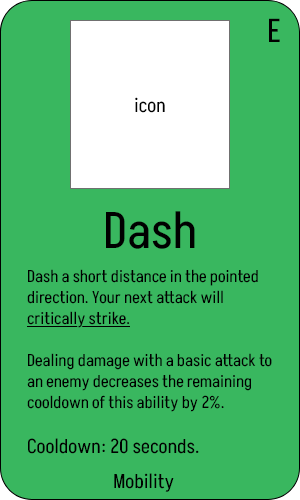 E
icon
Dash
Dash a short distance in the pointed
direction. Your next attack will
critically strike.
Dealing damage with a basic attack to
an enemy decreases the remaining
cooldown of this ability by 2%.
Cooldown: 20 seconds.
Mobility